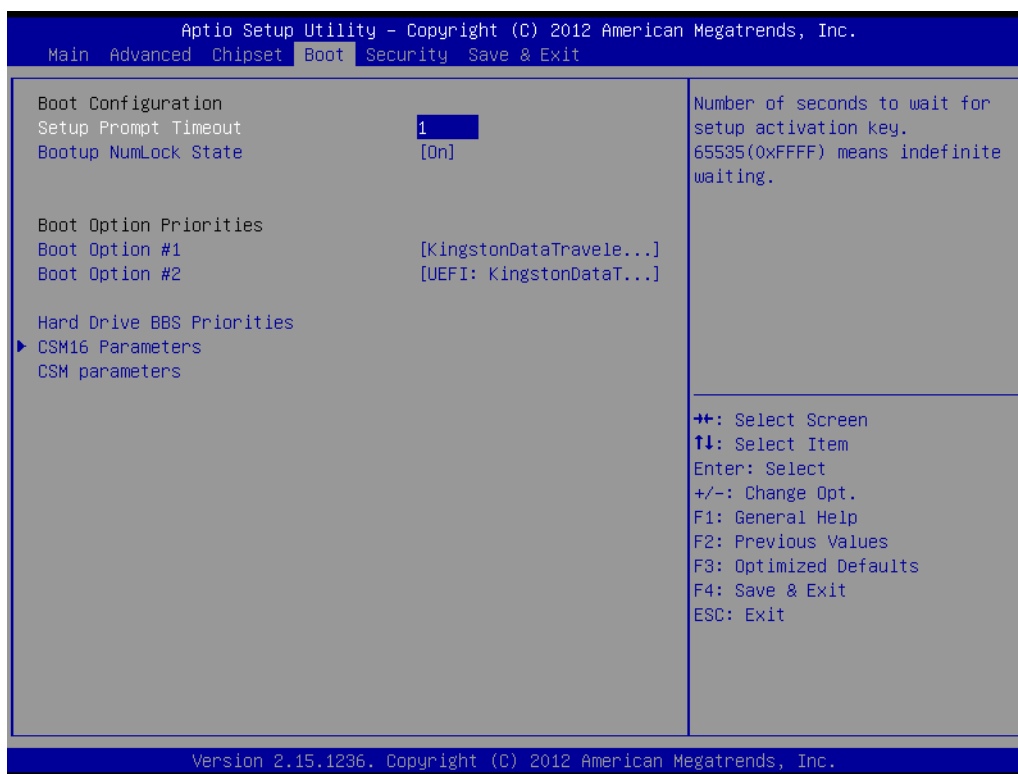 Aptio Setup Utility – Copyright (C) 2012 American Megatrends, Inc.
Main Advanced Chipset Boot Security Save & Exit
Boot Configuration
Setup Prompt Timeout 1
Bootup NumLock State [On]
Boot Option Priorities
Boot Option #1 [KingstonDataTravele...]
Boot Option #2 [UEFI: KingstonDataT...]
Hard Drive BBS Priorities
CSM16 Parameters
CSM parameters
Number of seconds to wait for
setup activation key.
65535(0xFFFF) means indefinite
waiting.
→←: Select Screen
↑↓: Select Item
Enter: Select
+/-: Change Opt.
F1: General Help
F2: Previous Values
F3: Optimized Defaults
F4: Save & Exit
ESC: Exit
Version 2.15.1236. Copyright (C) 2012 American Megatrends, Inc.